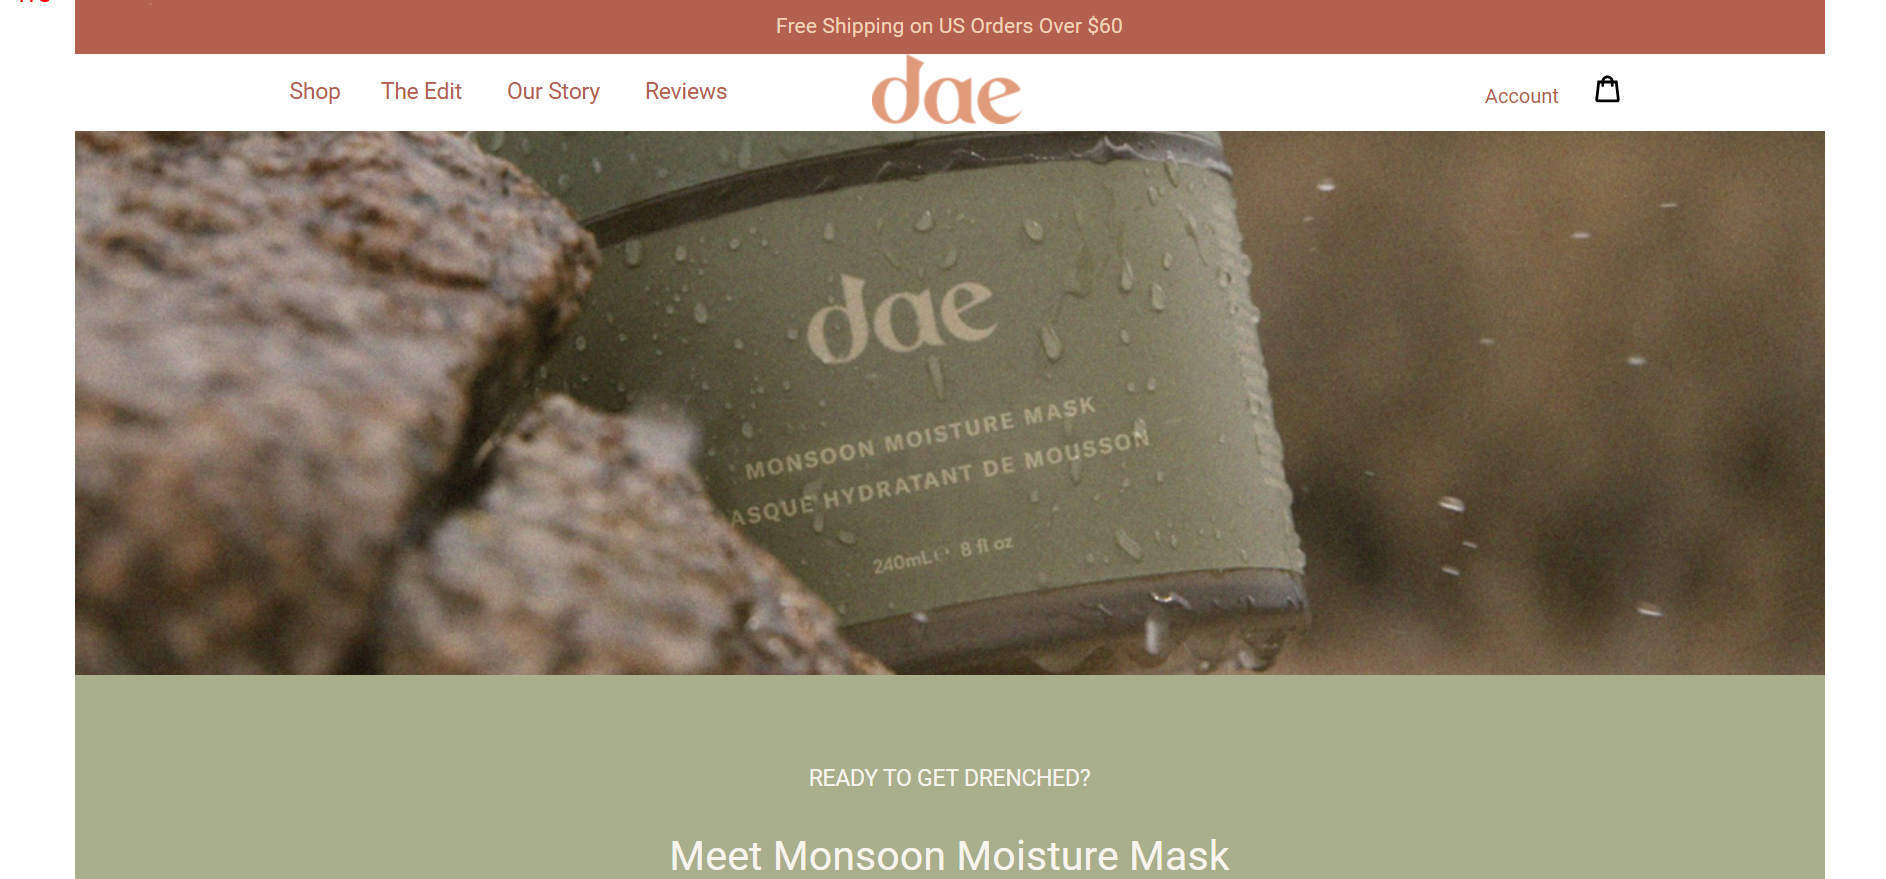 Free Shipping on US Orders Over $60
Shop The Edit Our Story Reviews
dae
Account
dae
MONSOON MOISTURE MASK
ASQUE HYDRATANT DE MOUSSON
240mL 8 fl oz
READY TO GET DRENCHED?
Meet Monsoon Moisture Mask